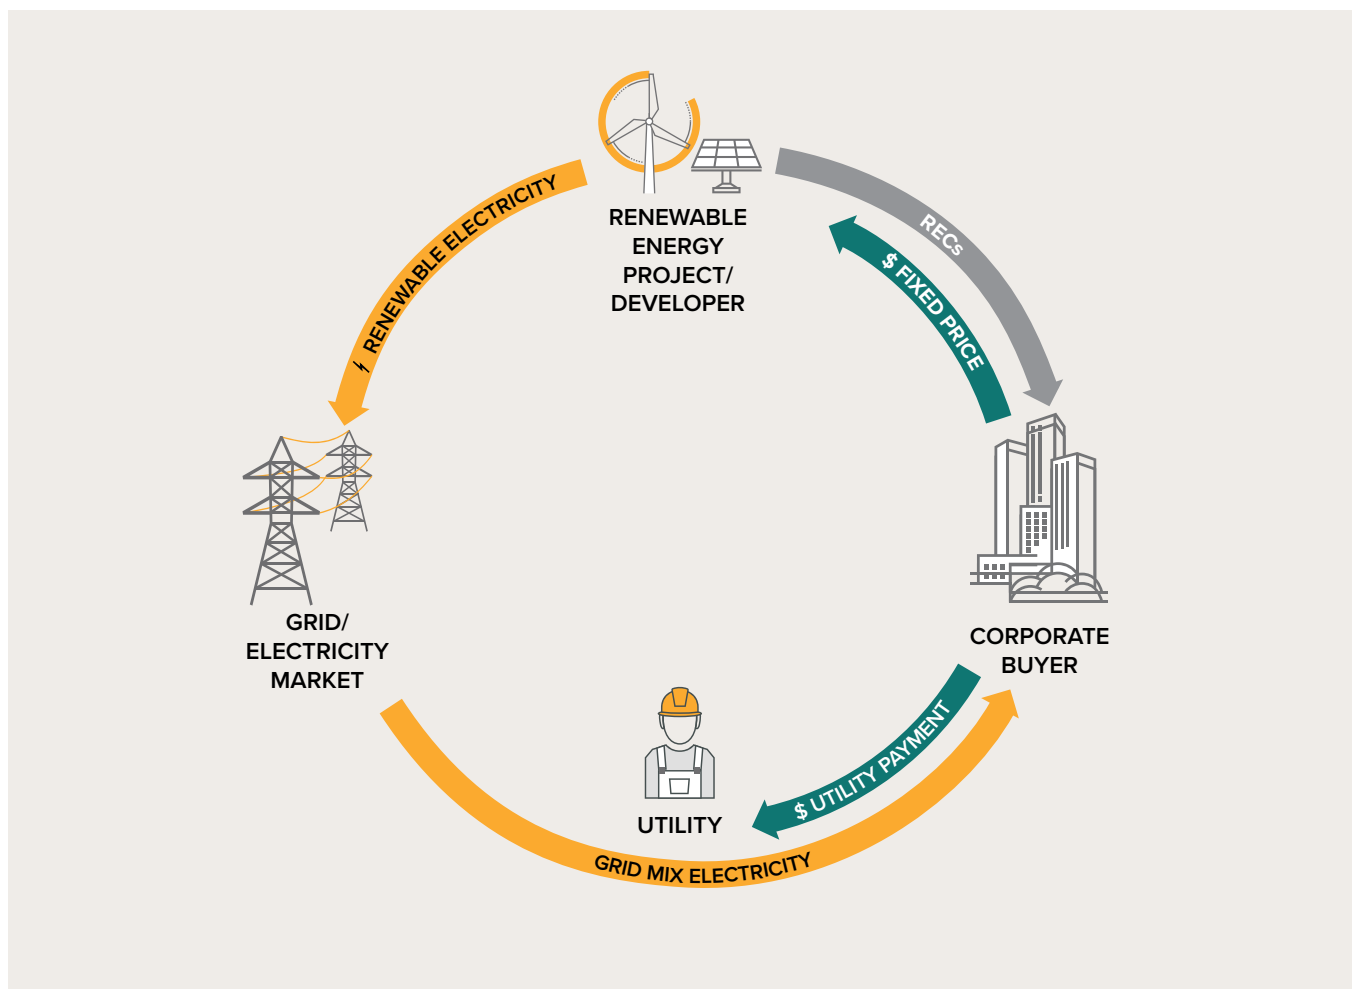 RENEWABLE
ENERGY
PROJECT/
DEVELOPER
RENEWABLE ELECTRICITY
RECs
$ FIXED PRICE
GRID/
ELECTRICITY
MARKET
CORPORATE
BUYER
$ UTILITY PAYMENT
UTILITY
GRID MIX ELECTRICITY